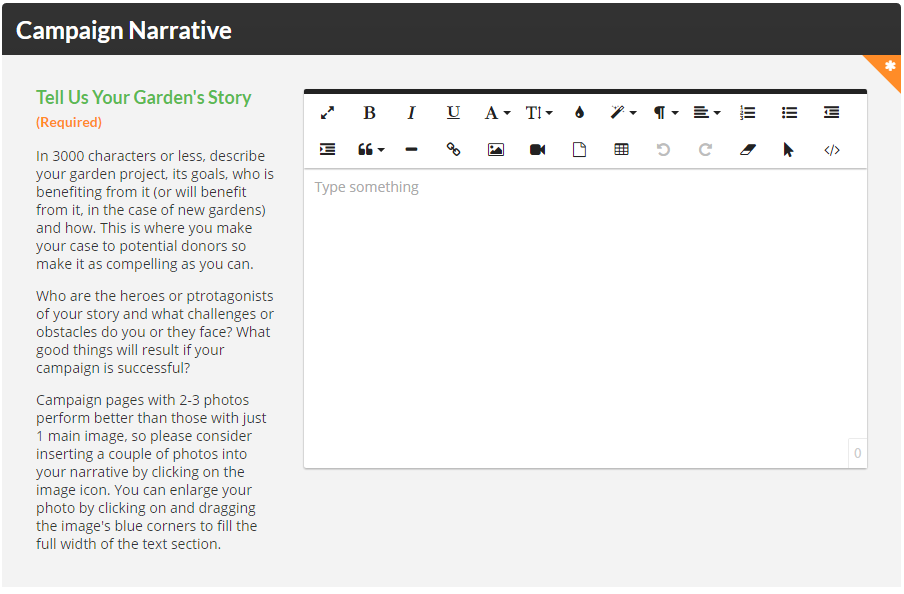 Campaign Narrative
Tell Us Your Garden's Story
(Required)
In 3000 characters or less, describe
your garden project, its goals, who is
benefiting from it (or will benefit
from it, in the case of new gardens)
and how. This is where you make
your case to potential donors so
make it as compelling as you can.
Who are the heroes or ptrotagonists
of your story and what challenges or
obstacles do you or they face? What
good things will result if your
campaign is successful?
Campaign pages with 2-3 photos
perform better than those with just
1 main image, so please consider
inserting a couple of photos into
your narrative by clicking on the
image icon. You can enlarge your
photo by clicking on and dragging
the image's blue corners to fill the
full width of the text section.
B I U A T
Type something
0